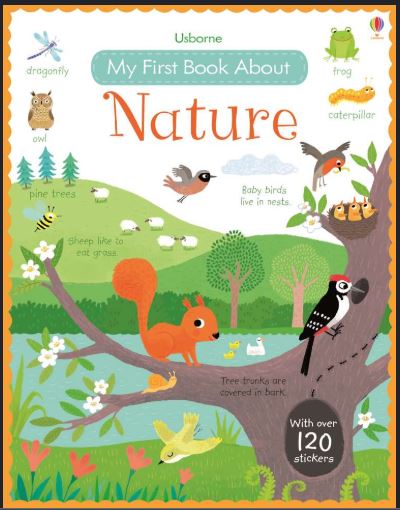 Usborne
My First Book About
Nature
dragonfly
frog
owl
caterpillar
pine trees
Baby birds
live in nests.
Sheep like to
eat grass.
Tree trunks are
covered in bark.
With over
120
stickers